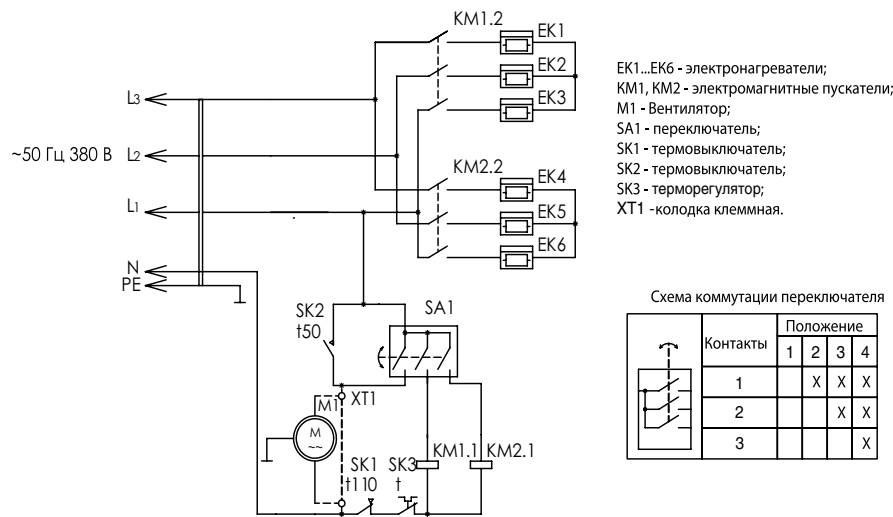 KM1.2
EK1
EK2
EK3
L3
~50 Гц 380 В L2
L1
KM2.2
EK4
EK5
EK6
N
PE
SK2
t50
SA1
M1
XT1
M
~~
SK1
t110
SK3
t
KM1.1
KM2.1
EK1...EK6 - электронагреватели;
KM1, KM2 - электромагнитные пускатели;
M1 - Вентилятор;
SA1 - переключатель;
SK1 - термовыключатель;
SK2 - термовыключатель;
SK3 - терморегулятор;
XT1 -колодка клеммная.
Схема коммутации переключателя
Контакты Положение
1 2 3 4
1 X X X
2 X X
3 X